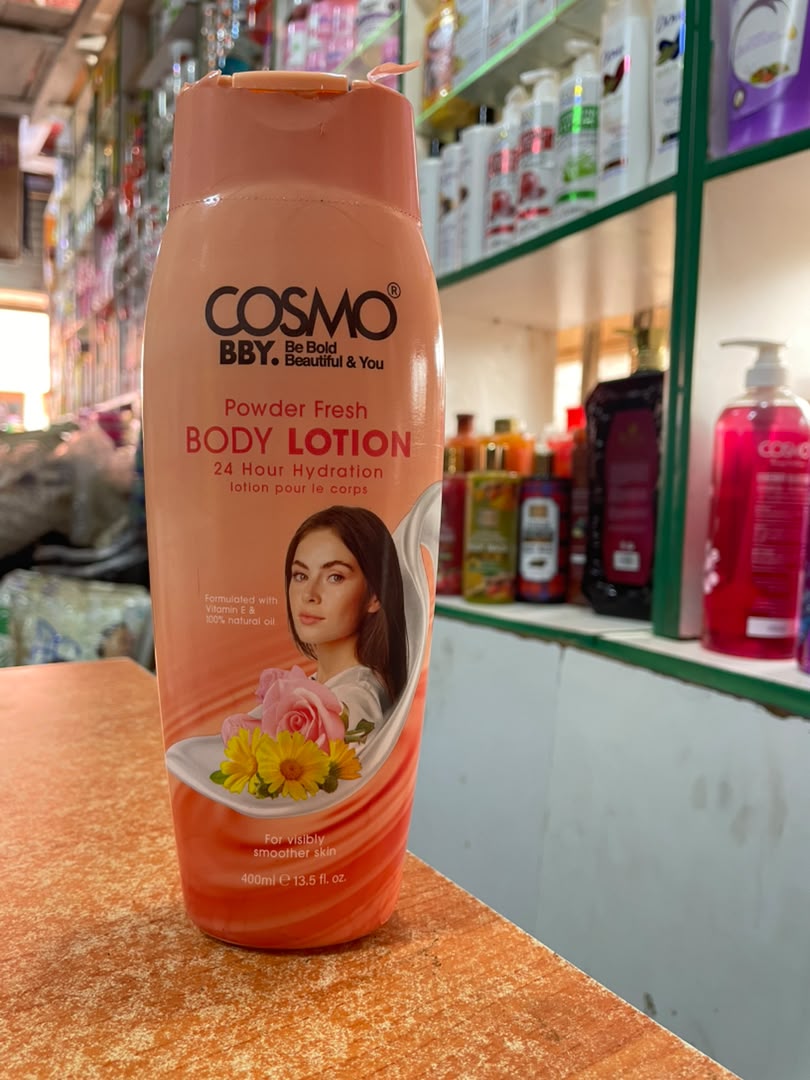 COSMO®
BBY. Be Bold
Beautiful & You
Powder Fresh
BODY LOTION
24 Hour Hydration
lotion pour le corps
Formulated with
Vitamin E &
100% natural oil
For visibly
smoother skin
400ml ℮ 13.5 fl. oz.
COSMO